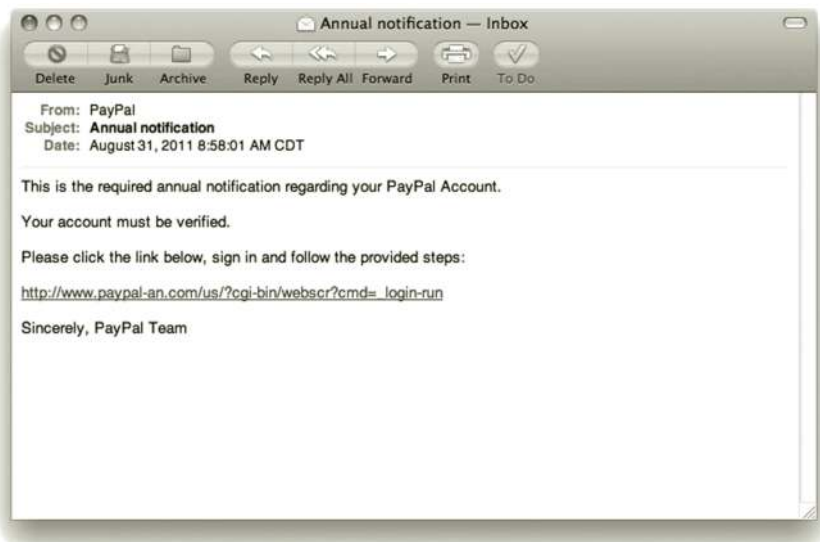 Annual notification — Inbox
Delete Junk Archive Reply Reply All Forward Print To Do
From: PayPal
Subject: Annual notification
Date: August 31, 2011 8:58:01 AM CDT
This is the required annual notification regarding your PayPal Account.
Your account must be verified.
Please click the link below, sign in and follow the provided steps:
http://www.paypal-an.com/us/?cgi-bin/webscr?cmd=_login-run
Sincerely, PayPal Team